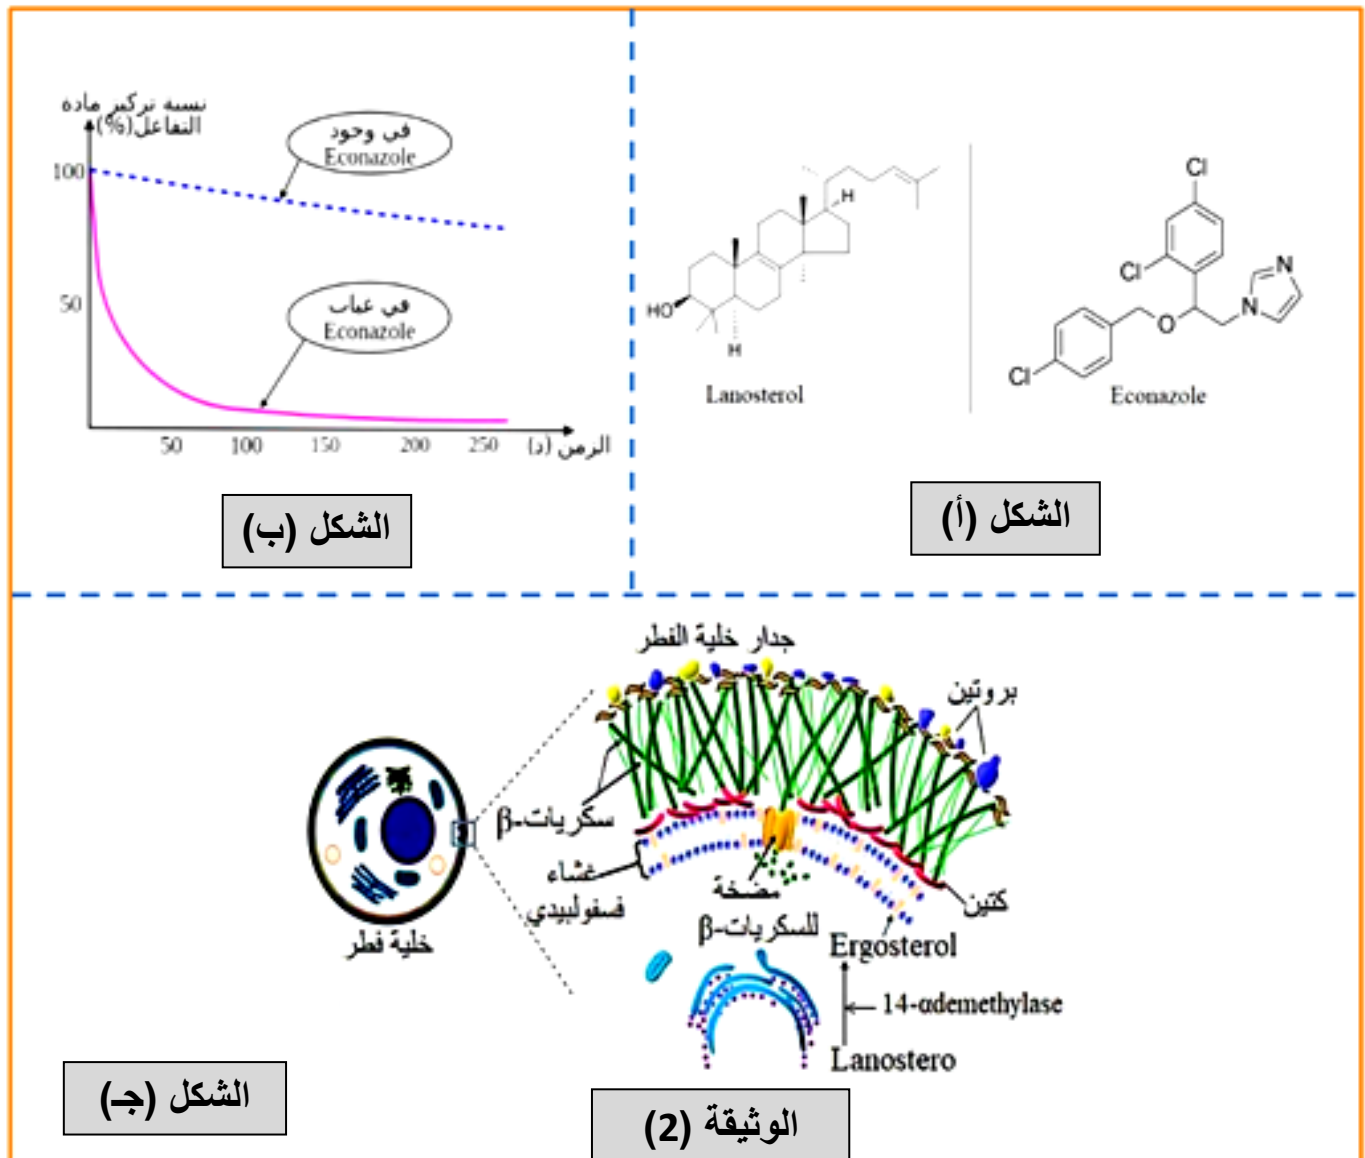 Cl
Cl
Cl
O
N
N
Econazole
H
HO
H
Lanosterol
الشكل (أ)
نسبة تركيز مادة
التفاعل(%)
100
50
في وجود
Econazole
في غياب
Econazole
50
100
150
200
250
الزمن (د)
الشكل (ب)
جدار خلية الفطر
بروتين
سكريات-β
غشاء
فسفولبيدي
مضخة
للسكريات-β
كتين
خلية فطر
Ergosterol
14-αdemethylase
Lanostero
الشكل (جـ)
الوثيقة (2)